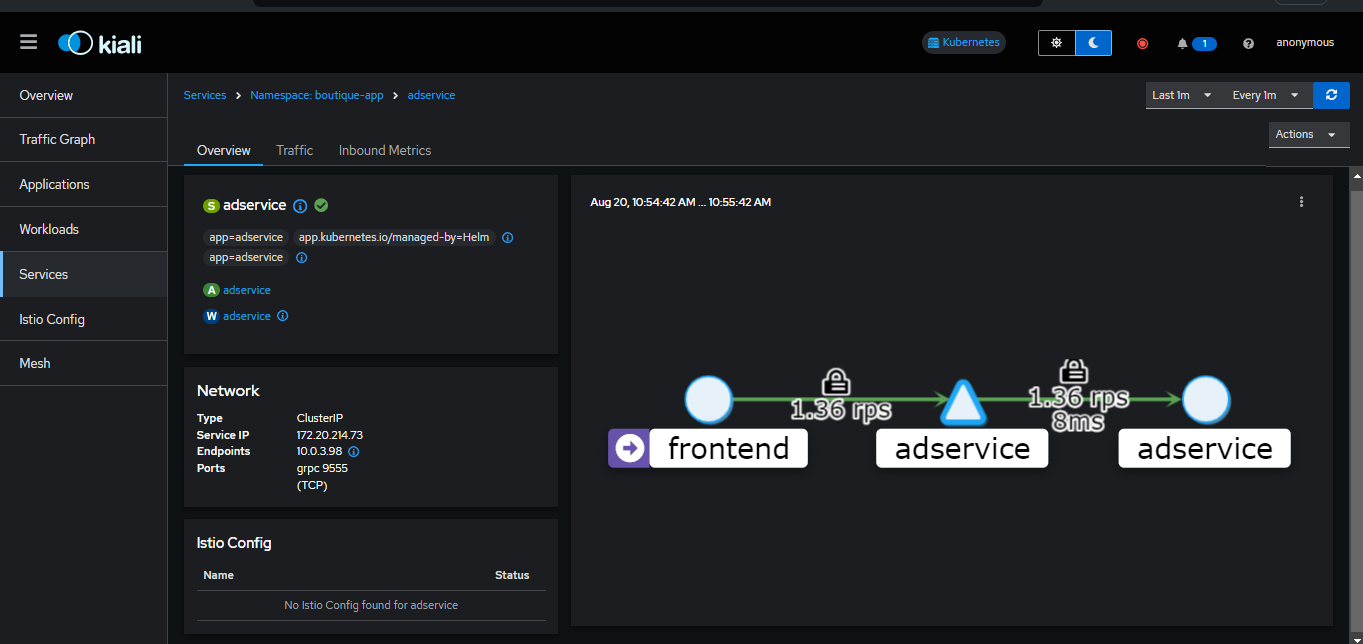 kiali
Kubernetes
1
anonymous
Overview
Traffic Graph
Applications
Workloads
Services
Istio Config
Mesh
Services > Namespace: boutique-app > adservice
Last 1m
Every 1m
Actions
Overview Traffic Inbound Metrics
S adservice
app=adservice app.kubernetes.io/managed-by=Helm
app=adservice
A adservice
W adservice
Network
Type ClusterIP
Service IP 172.20.214.73
Endpoints 10.0.3.98
Ports grpc 9555
(TCP)
Istio Config
Name Status
No Istio Config found for adservice
Aug 20, 10:54:42 AM ... 10:55:42 AM
1.36 rps
1.36 rps
8ms
frontend adservice adservice